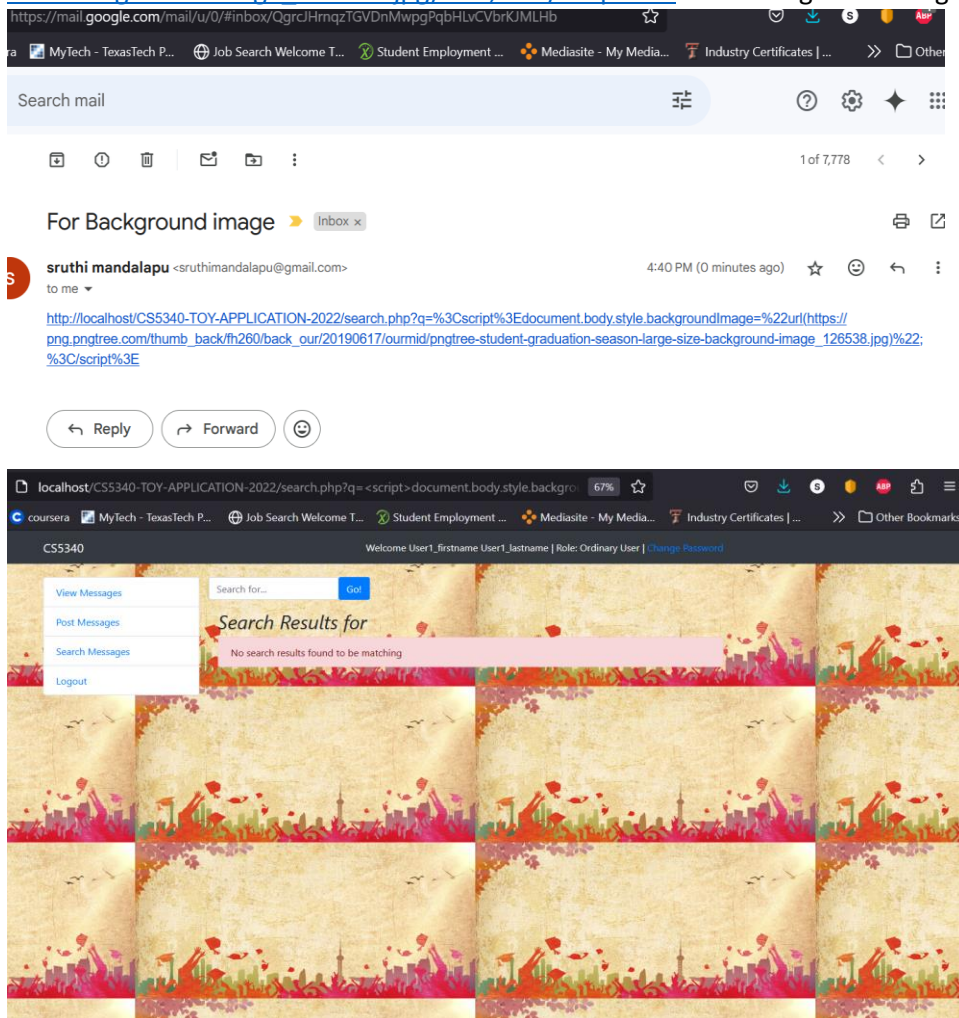 https://mail.google.com/mail/u/0/#inbox/QgrcJHrnqzTGVDnMwpgPqbHLvCVbrKJMLHb
S ABP
ra MyTech - TexasTech P... Job Search Welcome T... Student Employment ... Mediasite - My Media... Industry Certificates | ... >> Other
Search mail
1 of 7,778 < >
For Background image Inbox x
S
sruthi mandalapu <sruthimandalapu@gmail.com> 4:40 PM (0 minutes ago)
to me
http://localhost/CS5340-TOY-APPLICATION-2022/search.php?q=%3Cscript%3Edocument.body.style.backgroundImage=%22url(https://
png.pngtree.com/thumb_back/fh260/back_our/20190617/ourmid/pngtree-student-graduation-season-large-size-background-image_126538.jpg)%22;
%3C/script%3E
Reply Forward
localhost/CS5340-TOY-APPLICATION-2022/search.php?q=<script>document.body.style.backgro 67% S ABP
C coursera MyTech - TexasTech P... Job Search Welcome T... Student Employment ... Mediasite - My Media... Industry Certificates | ... >> Other Bookmarks
CS5340 Welcome User1_firstname User1_lastname | Role: Ordinary User | Change Password
View Messages Search for... Go!
Post Messages Search Results for
Search Messages No search results found to be matching
Logout